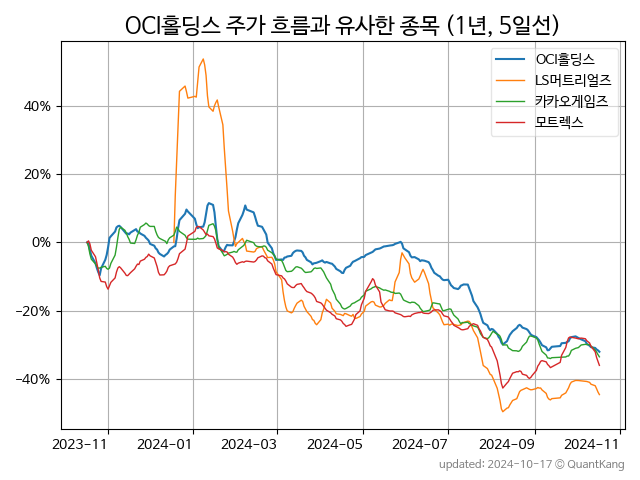 OCI홀딩스 주가 흐름과 유사한 종목 (1년, 5일선)
OCI홀딩스
LS머트리얼즈
카카오게임즈
모트렉스
40%
20%
0%
−20%
−40%
2023-11 2024-01 2024-03 2024-05 2024-07 2024-09 2024-11
updated: 2024-10-17 © QuantKang